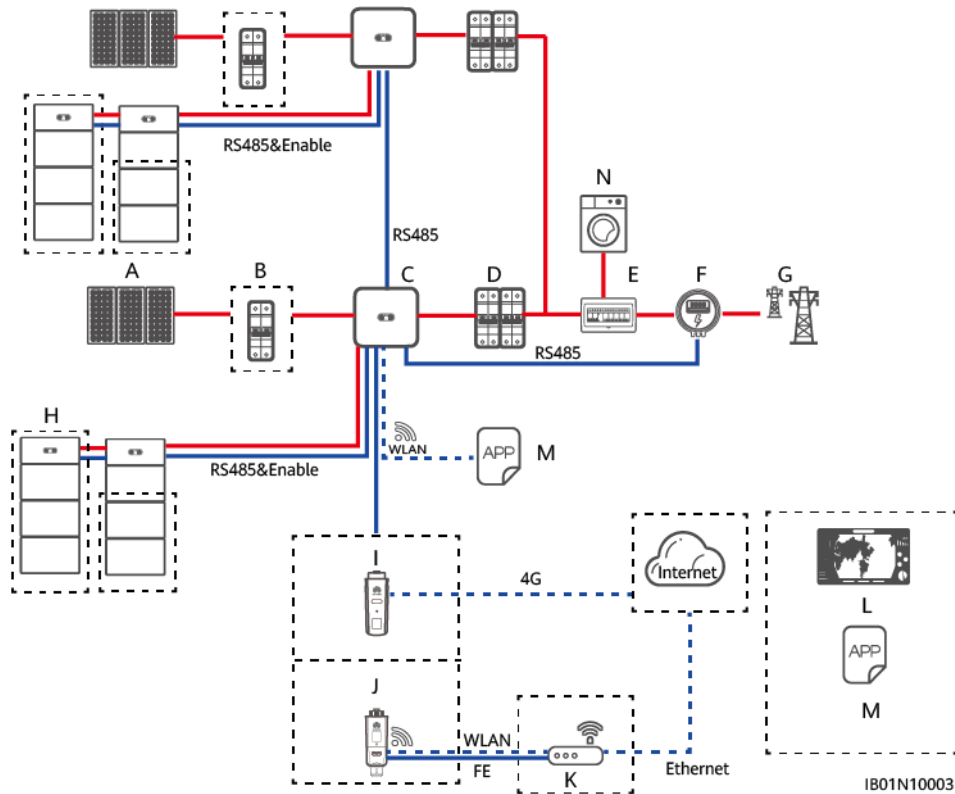 RS485&Enable
N
RS485
A
B
C
D
E
F
G
RS485
H
WLAN
APP
M
RS485&Enable
I
4G
Internet
L
APP
M
J
WLAN
FE
K
Ethernet
IB01N10003